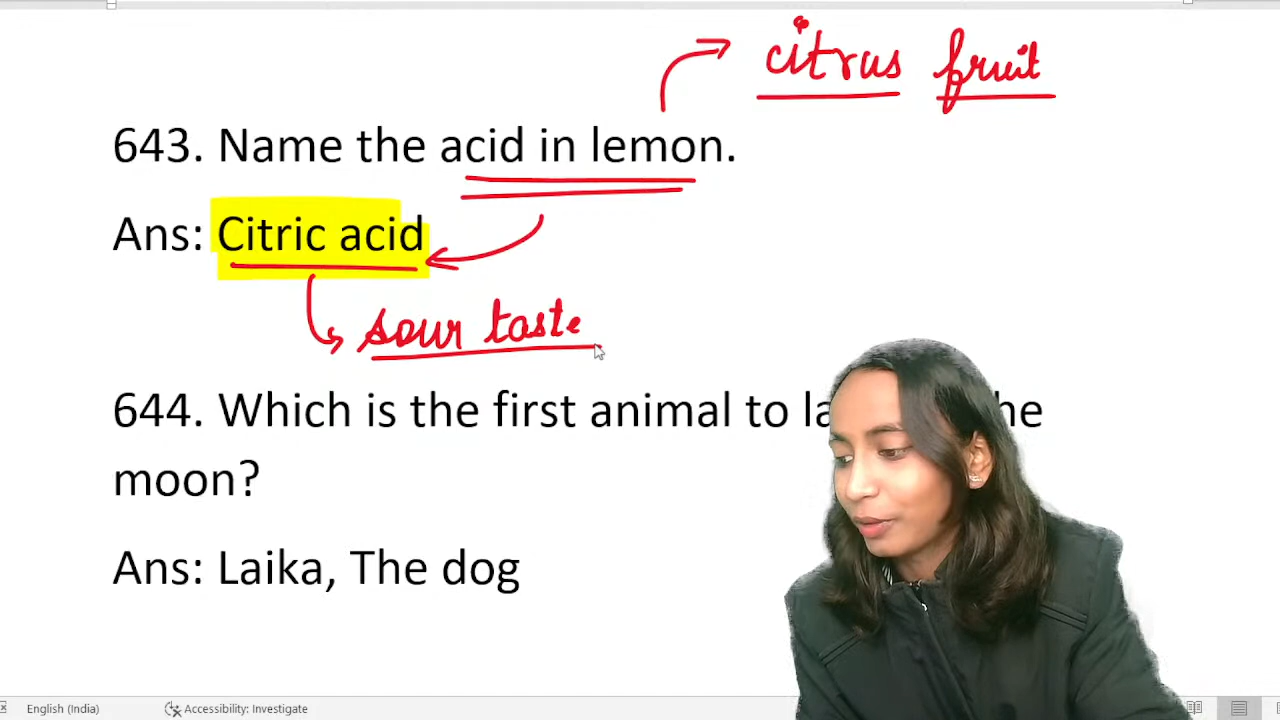 citrus fruit
643. Name the acid in lemon.
Ans: Citric acid
sour taste
644. Which is the first animal to la he
moon?
Ans: Laika, The dog
English (India) Accessibility: Investigate